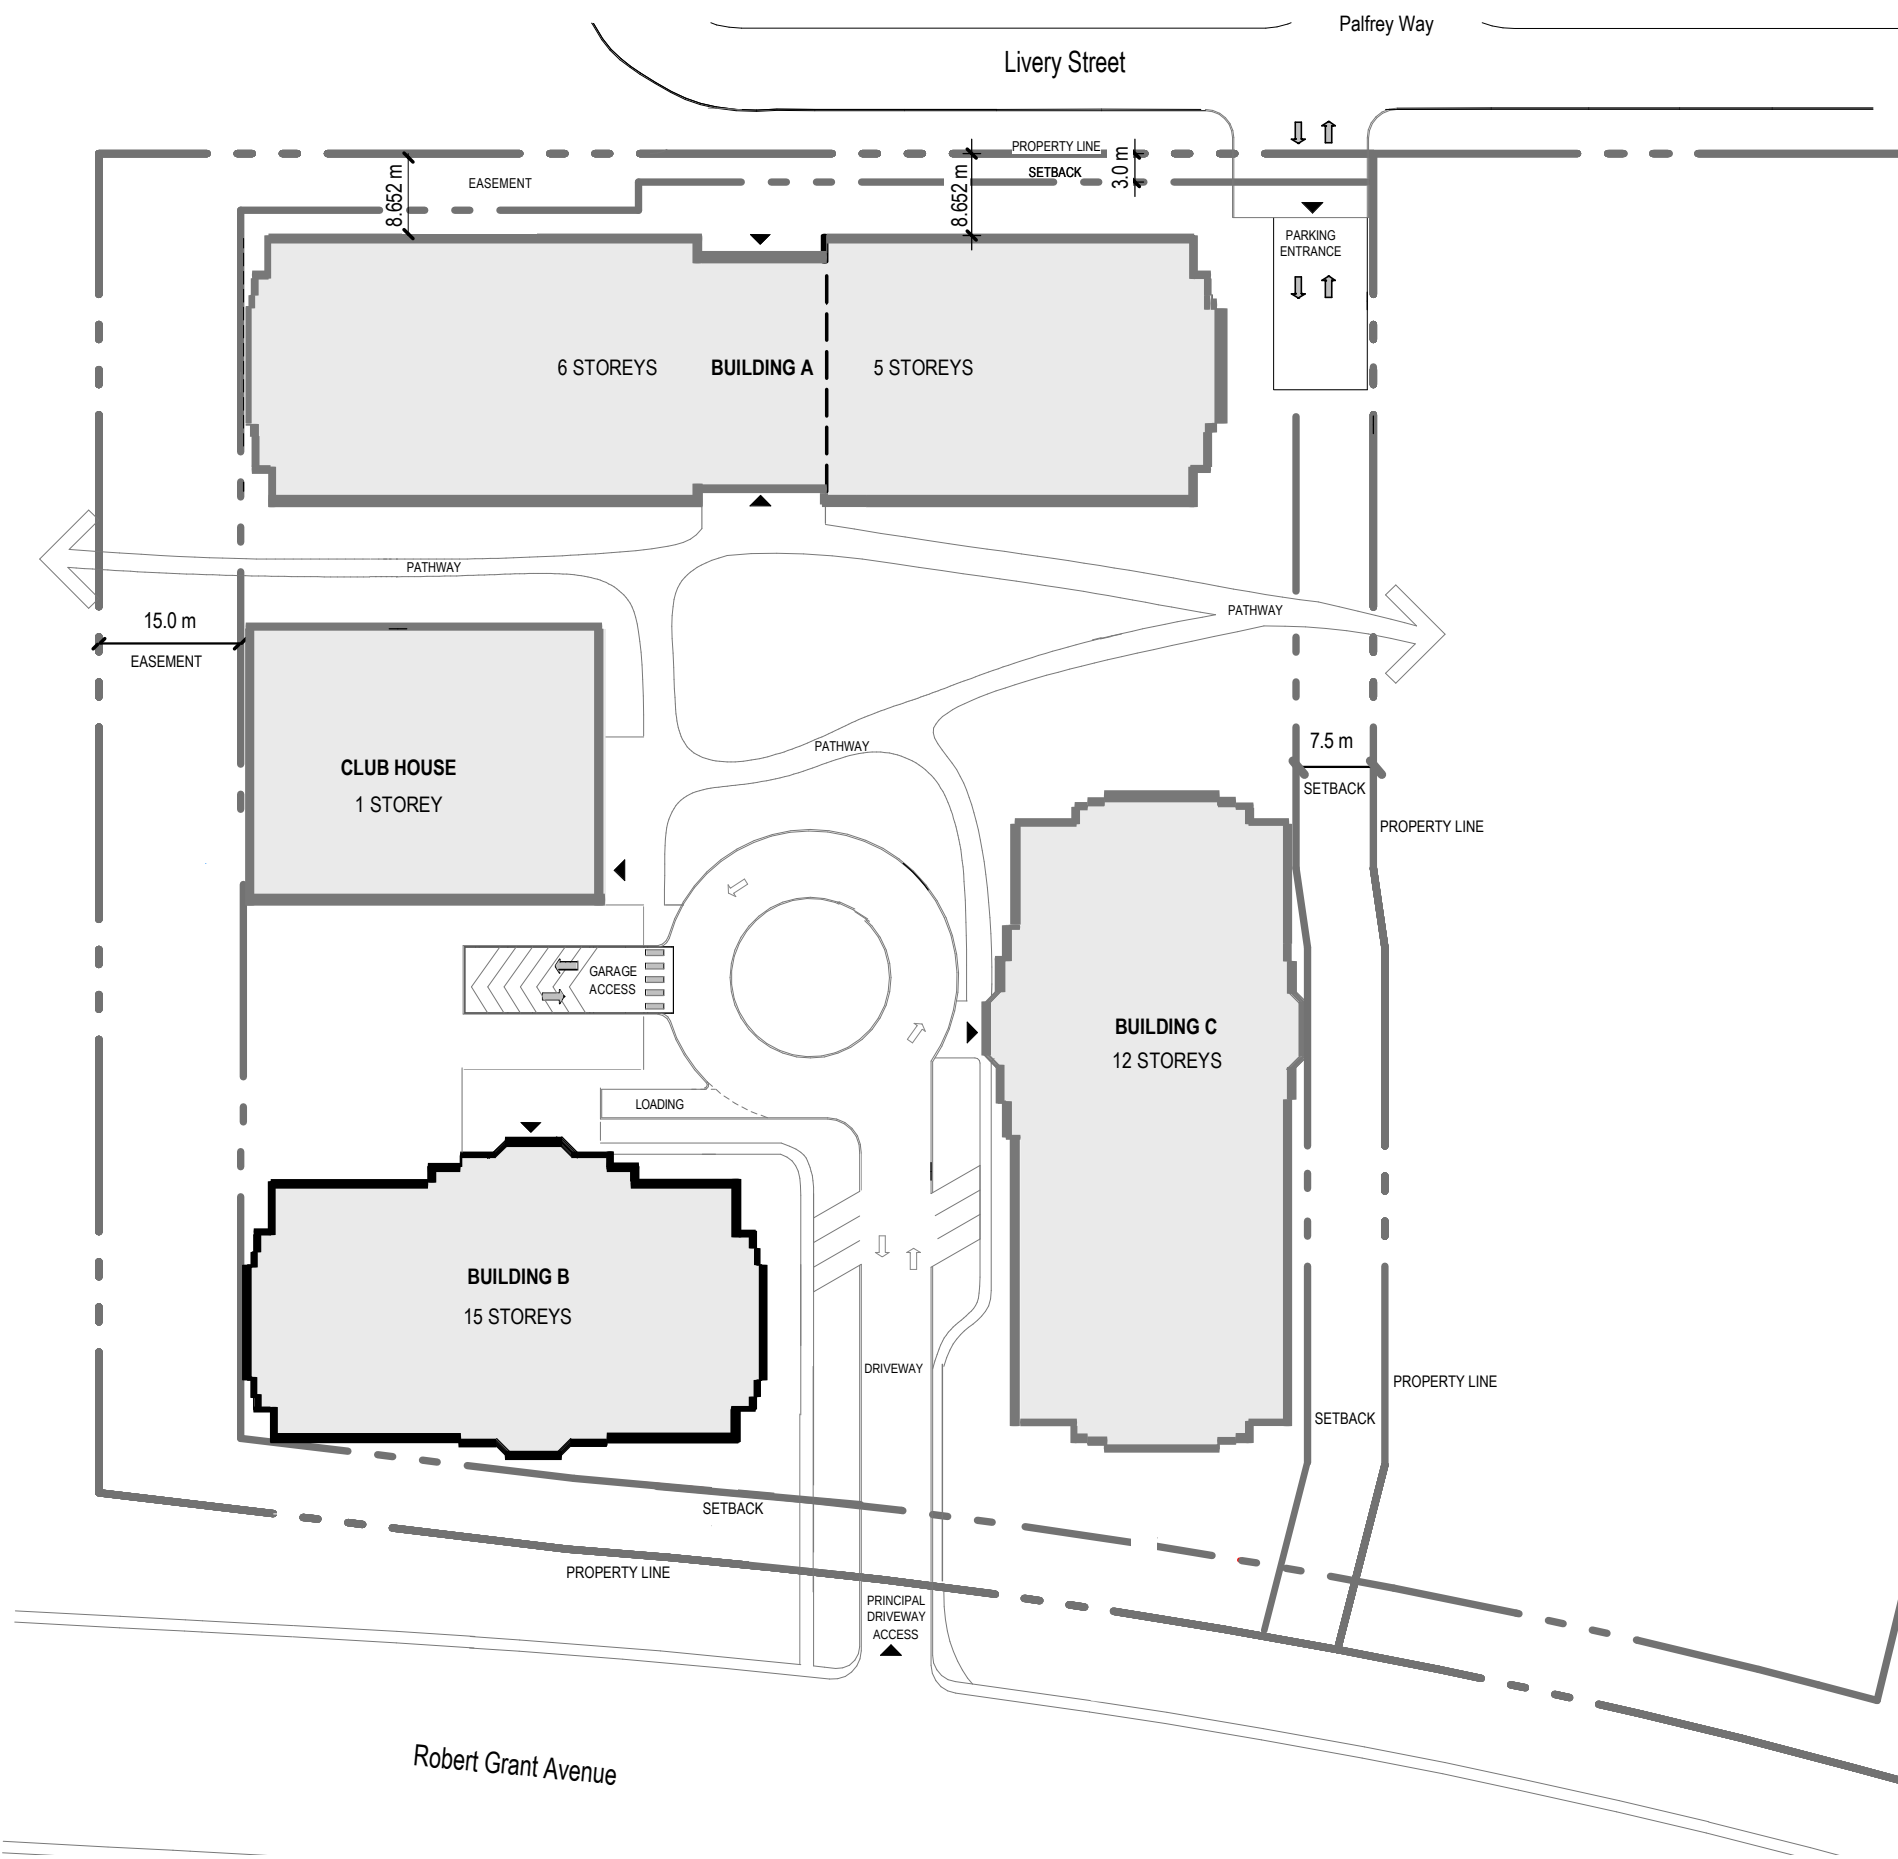 Palfrey Way
Livery Street
PROPERTY LINE
SETBACK
3.0 m
EASEMENT
8.652 m
8.652 m
PARKING
ENTRANCE
6 STOREYS
BUILDING A
5 STOREYS
PATHWAY
PATHWAY
15.0 m
EASEMENT
PATHWAY
7.5 m
SETBACK
CLUB HOUSE
1 STOREY
PROPERTY LINE
GARAGE
ACCESS
BUILDING C
12 STOREYS
LOADING
BUILDING B
15 STOREYS
DRIVEWAY
PROPERTY LINE
SETBACK
SETBACK
PROPERTY LINE
PRINCIPAL
DRIVEWAY
ACCESS
Robert Grant Avenue